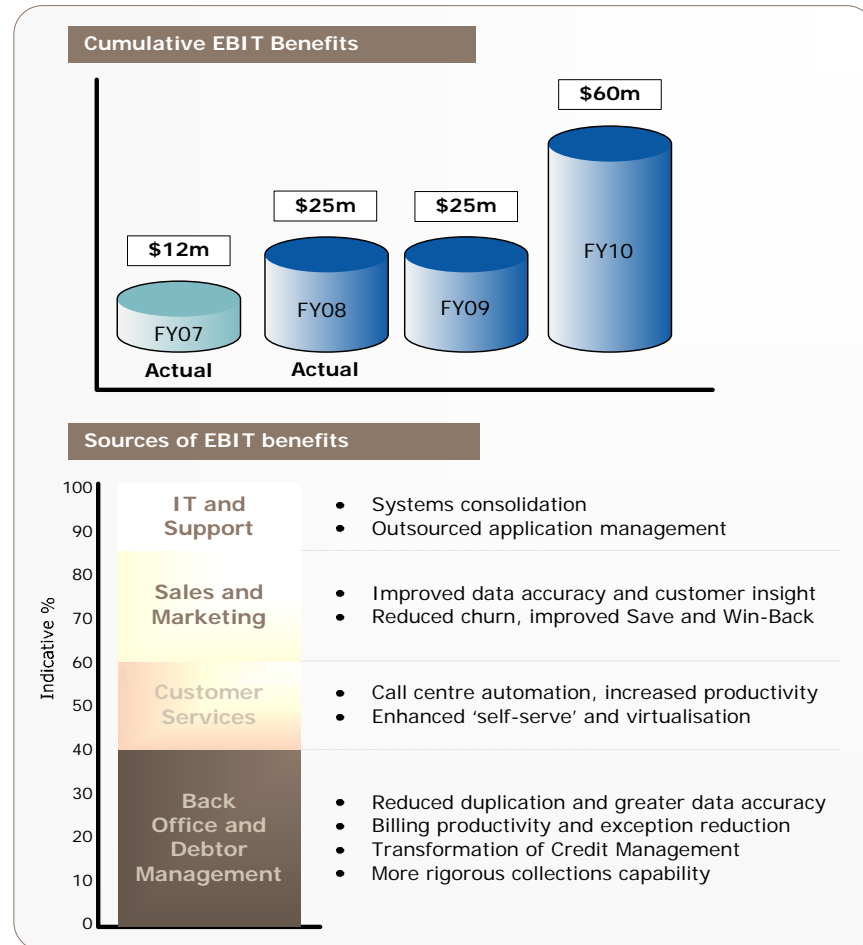 Cumulative EBIT Benefits
$60m
$25m
$25m
$12m
FY10
FY08
FY09
FY07
Actual
Actual
Sources of EBIT benefits
Indicative %
100
90
80
70
60
50
40
30
20
10
0
IT and
Support
• Systems consolidation
• Outsourced application management
Sales and
Marketing
• Improved data accuracy and customer insight
• Reduced churn, improved Save and Win-Back
Customer
Services
• Call centre automation, increased productivity
• Enhanced ‘self-serve’ and virtualisation
Back
Office and
Debtor
Management
• Reduced duplication and greater data accuracy
• Billing productivity and exception reduction
• Transformation of Credit Management
• More rigorous collections capability